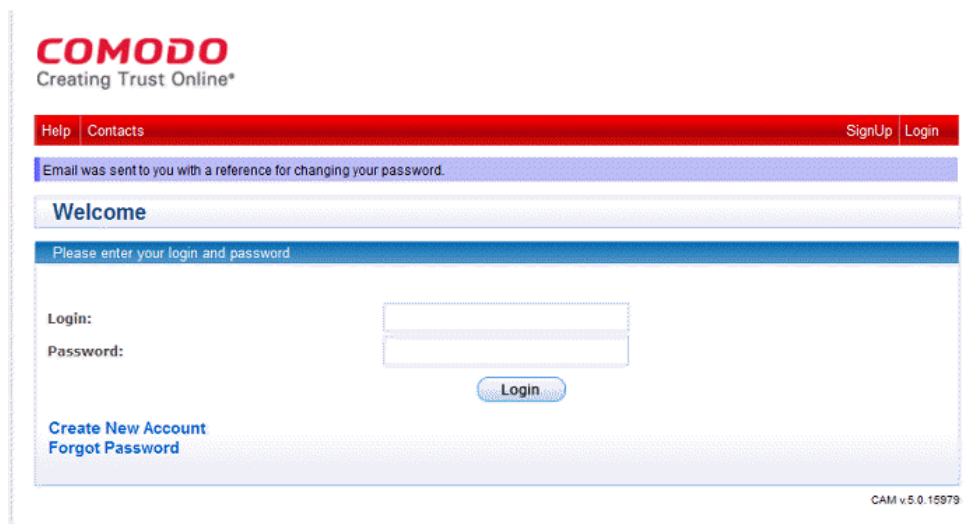 COMODO
Creating Trust Online®
Help Contacts SignUp Login
Email was sent to you with a reference for changing your password.
Welcome
Please enter your login and password
Login:
Password:
Login
Create New Account
Forgot Password
CAM v.5.0.15979